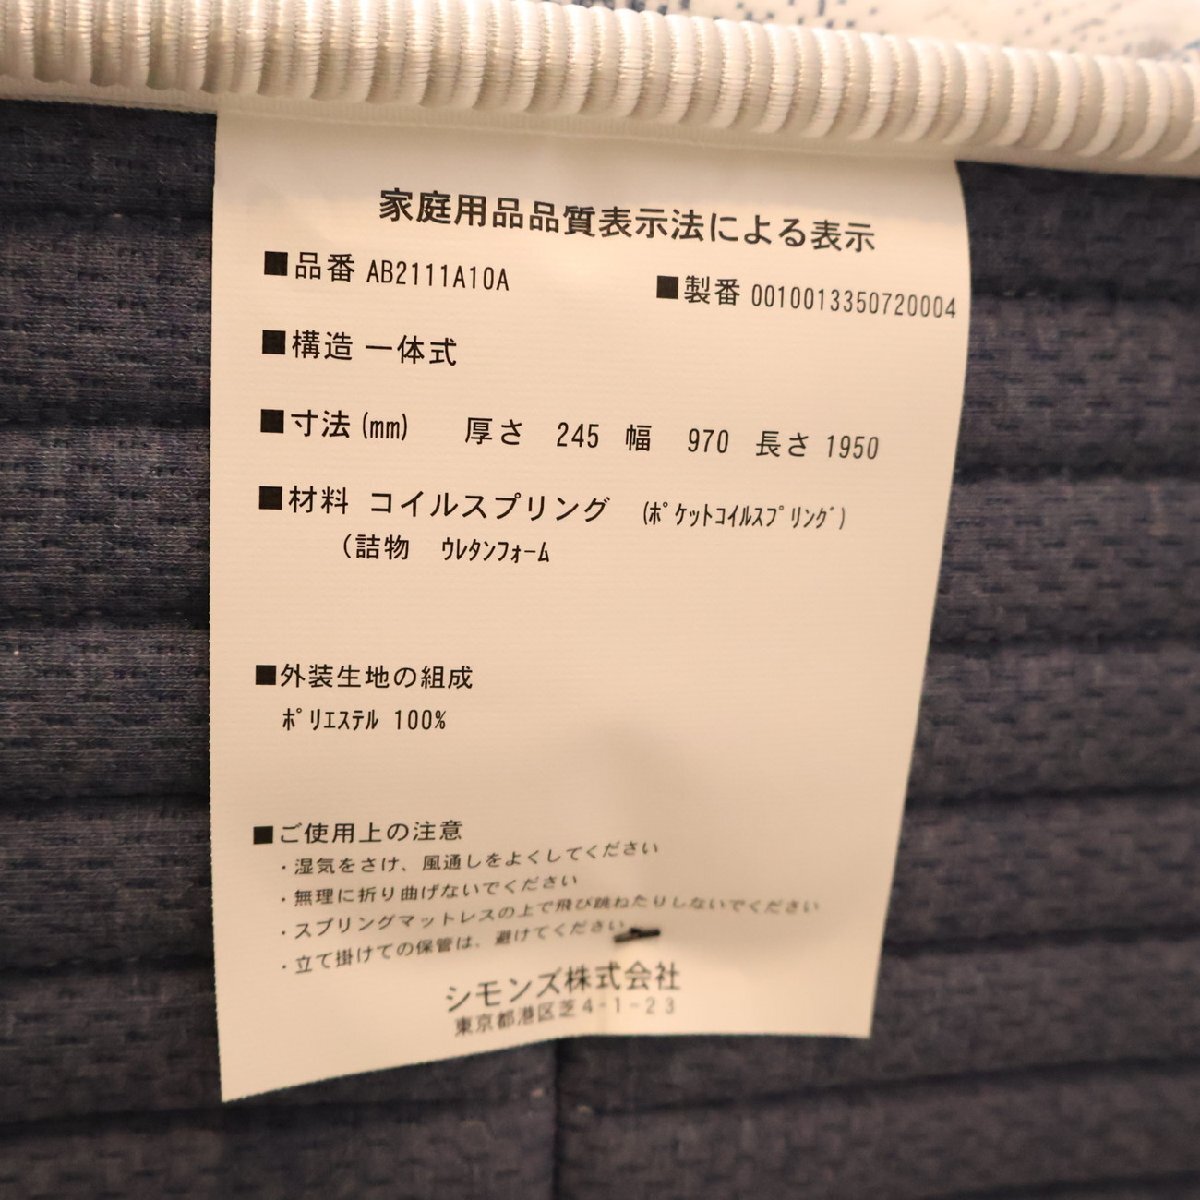 家庭用品品質表示法による表示
■品番 AB2111A10A ■製番 0010013350720004
■構造 一体式
■寸法(mm) 厚さ 245 幅 970 長さ 1950
■材料 コイルスプリング (ﾎﾟｹｯﾄｺｲﾙｽﾌﾟﾘﾝｸﾞ)
(詰物 ｳﾚﾀﾝﾌｫｰﾑ
■外装生地の組成
ﾎﾟﾘｴｽﾃﾙ 100%
■ご使用上の注意
・湿気をさけ、風通しをよくしてください
・無理に折り曲げないでください
・スプリングマットレスの上で飛び跳ねたりしないでください
・立て掛けての保管は、避けてください
シモンズ株式会社
東京都港区芝4-1-23